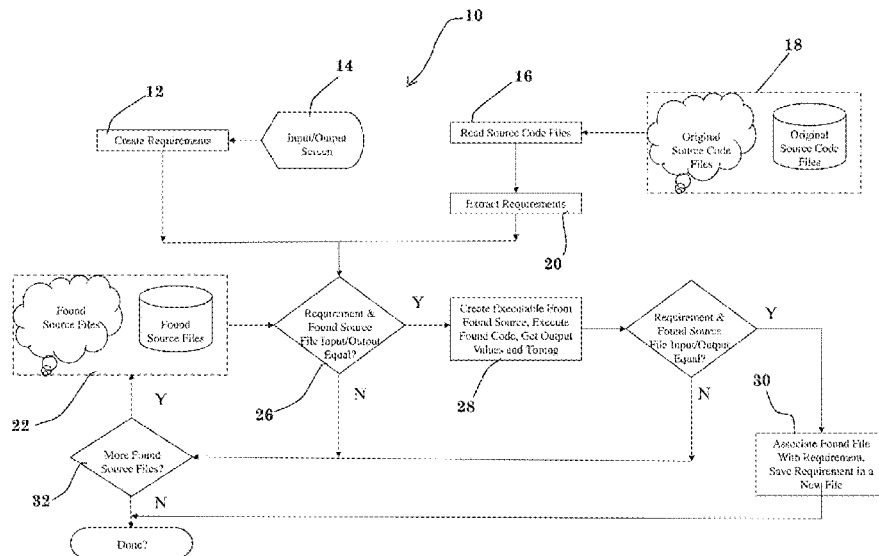 10
12
14
16
18
Create Requirements
Input/Output
Screen
Read Source Code Files
Original
Source Code
Files
Original
Source Code
Files
Extract Requirements
20
Found
Source Files
Found
Source Files
22
Requirement &
Found Source
File Input/Output
Equal?
26
Y
N
Create Executable From
Found Source, Execute
Found Code, Get Output
Values and Timing
28
Requirement &
Found Source
File Input/Output
Equal?
Y
N
30
Associate Found File
With Requirement.
Save Requirement in a
New File
Y
More Found
Source Files?
32
N
Done?